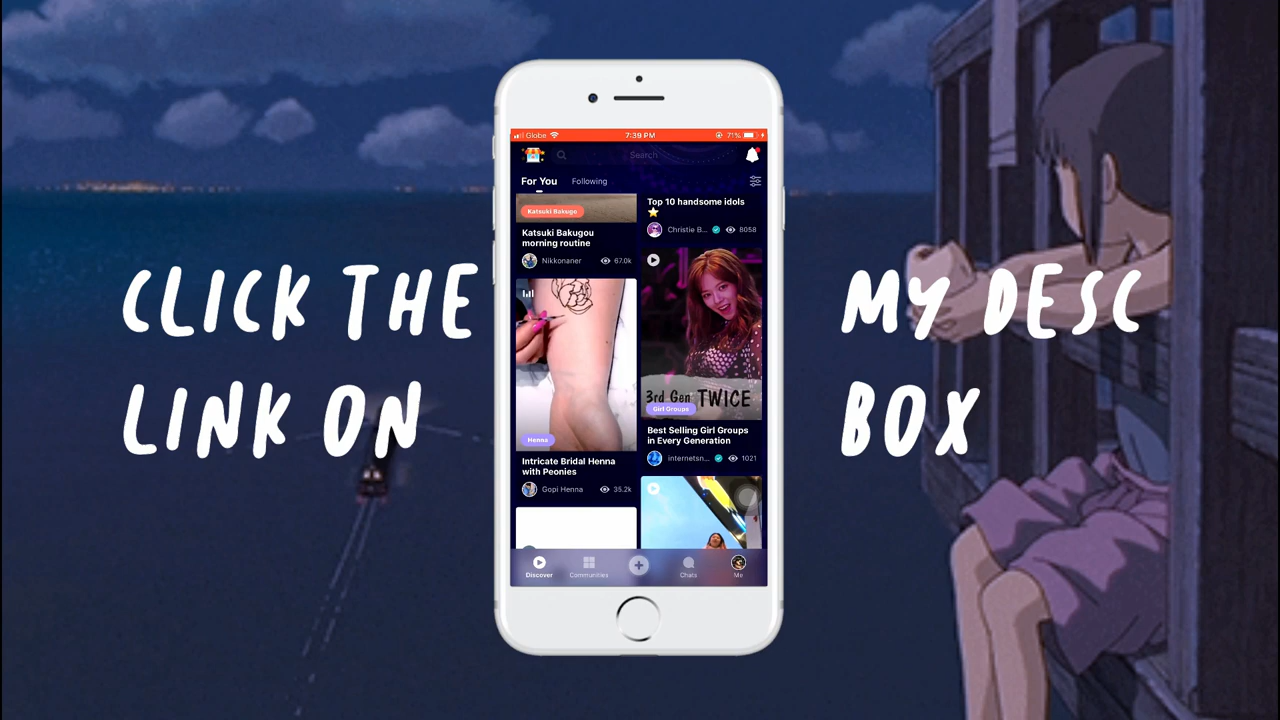 CLICK THE
LINK ON
MY DESC
BOX
Globe
7:39 PM
71%
Search
For You
Following
Katsuki Bakugo
Katsuki Bakugou
morning routine
Nikkonaner
67.0k
Henna
Intricate Bridal Henna
with Peonies
Gopi Henna
35.2k
Top 10 handsome idols
Christie B...
8058
3rd Gen TWICE
Girl Groups
Best Selling Girl Groups
in Every Generation
internetsn...
1021
Discover
Communities
Chats
Me